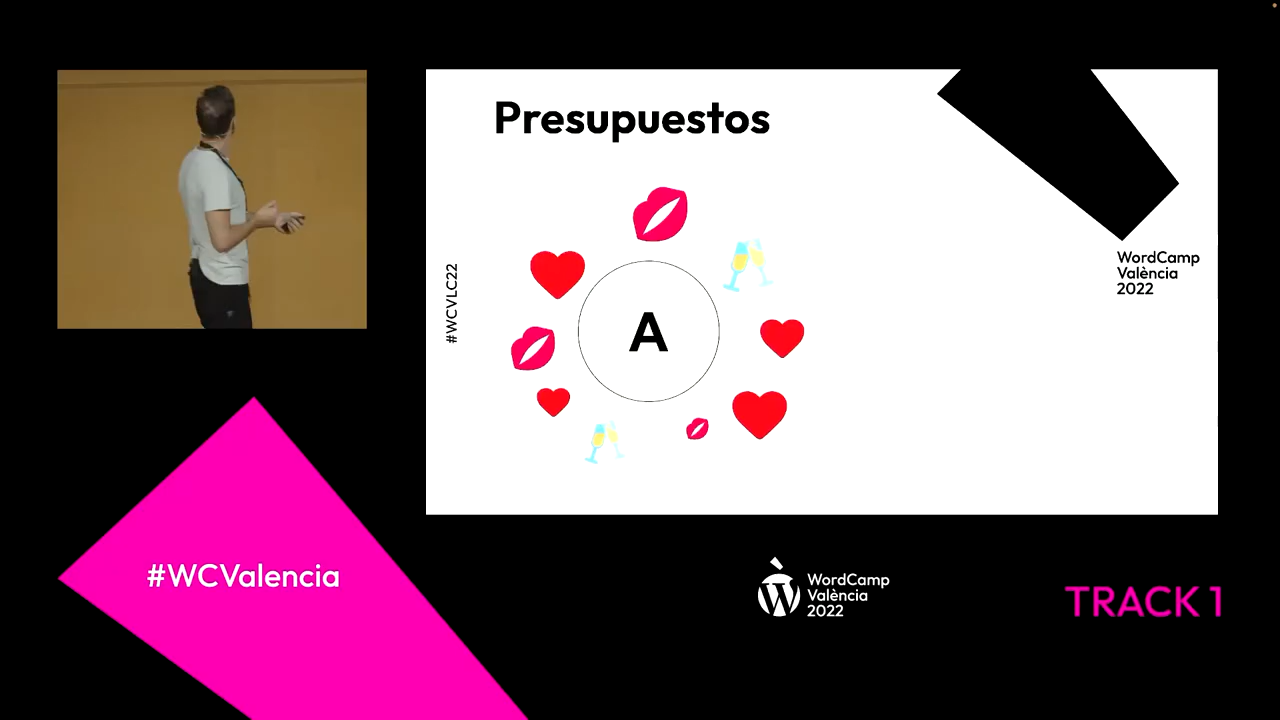 Presupuestos
A
#WCVLC22
WordCamp
València
2022
#WCValencia
WordCamp
València
2022
TRACK 1